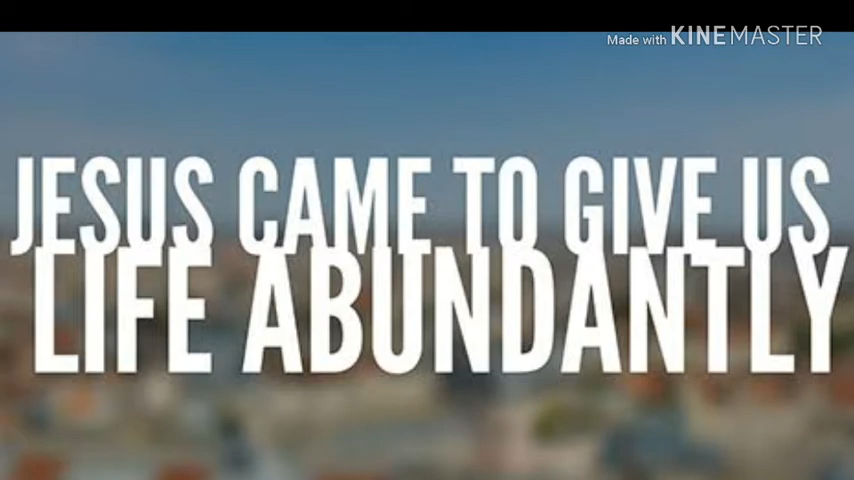 Made with KINEMASTER
JESUS CAME TO GIVE US
LIFE ABUNDANTLY